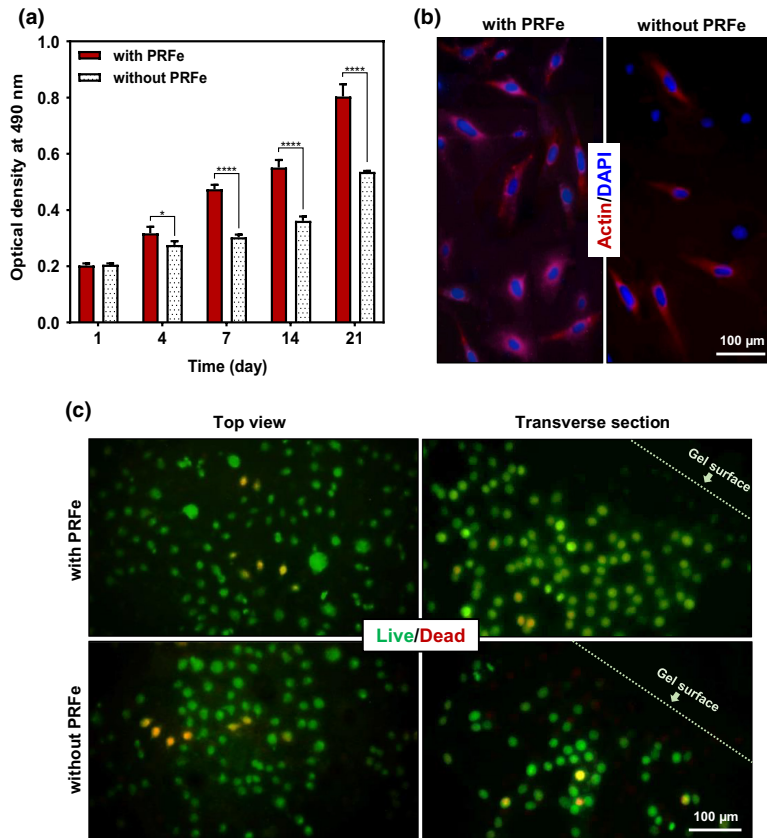 (a)
1.0
0.8
0.6
0.4
0.2
0.0
Optical density at 490 nm
with PRFe
without PRFe
*
****
****
****
1
4
7
14
21
Time (day)
(b)
with PRFe
without PRFe
Actin/DAPI
100 µm
(c)
Top view
Transverse section
with PRFe
Gel surface
Live/Dead
without PRFe
Gel surface
100 µm